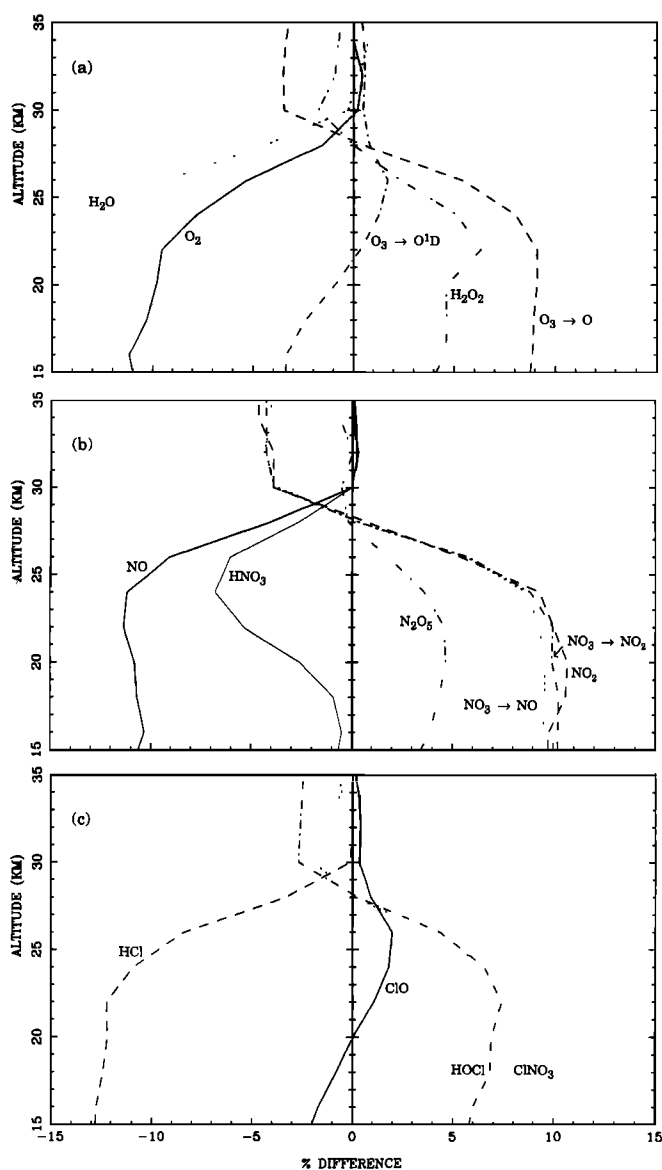 35
(a)
30
ALTITUDE (KM)
25
H₂O
O₂
O₃ → O¹D
20
H₂O₂
O₃ → O
15
35
(b)
30
ALTITUDE (KM)
25
NO
HNO₃
N₂O₅
NO₃ → NO₂
20
NO₂
NO₃ → NO
15
35
(c)
30
ALTITUDE (KM)
25
HCl
ClO
20
HOCl
ClNO₃
15
−15 −10 −5 0 5 10 15
% DIFFERENCE